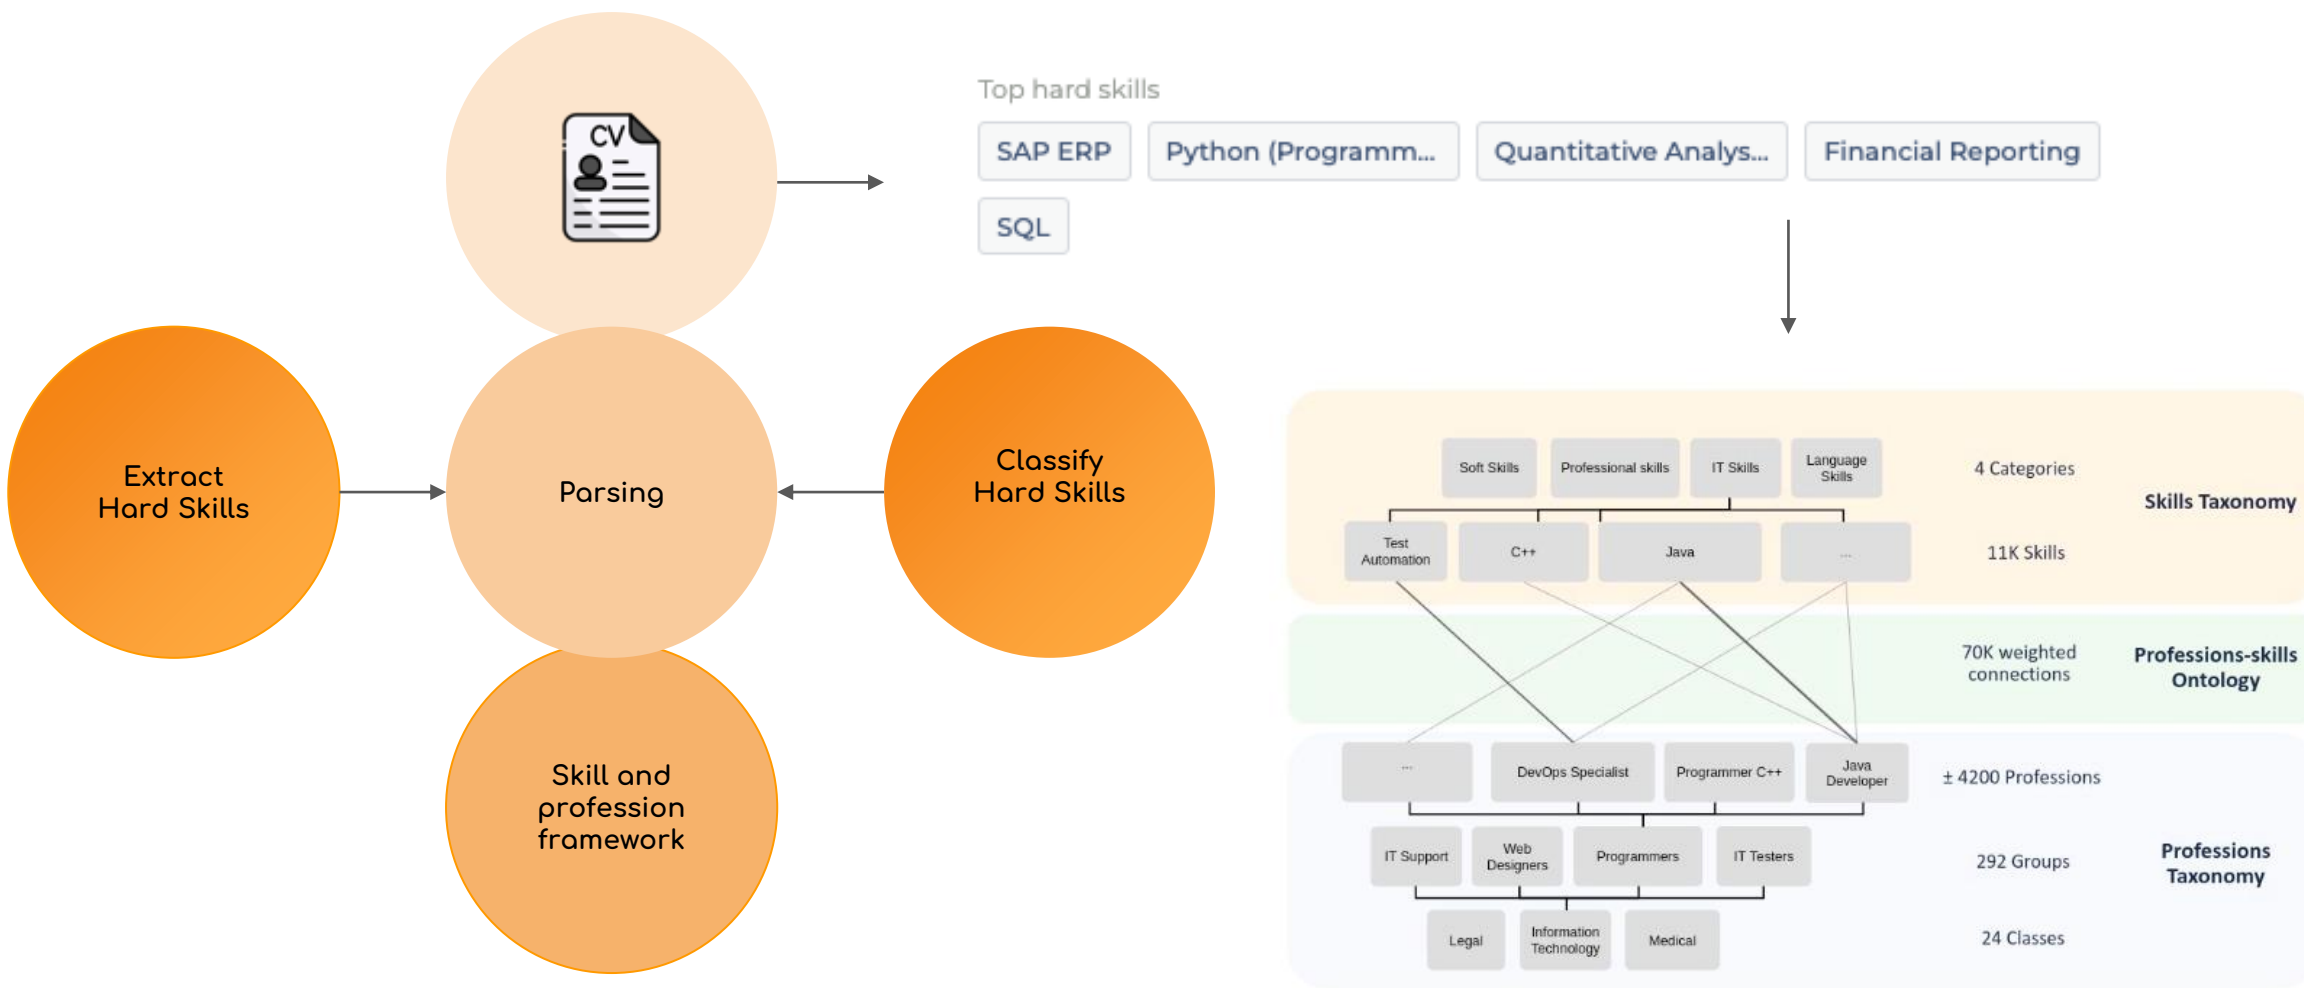 CV
Top hard skills
SAP ERP
Python (Programm...
Quantitative Analys...
Financial Reporting
SQL
Extract
Hard Skills
Parsing
Classify
Hard Skills
Skill and
profession
framework
Soft Skills
Professional skills
IT Skills
Language
Skills
4 Categories
Skills Taxonomy
Test
Automation
C++
Java
...
11K Skills
70K weighted
connections
Professions-skills
Ontology
...
DevOps Specialist
Programmer C++
Java
Developer
± 4200 Professions
IT Support
Web
Designers
Programmers
IT Testers
292 Groups
Professions
Taxonomy
Legal
Information
Technology
Medical
24 Classes